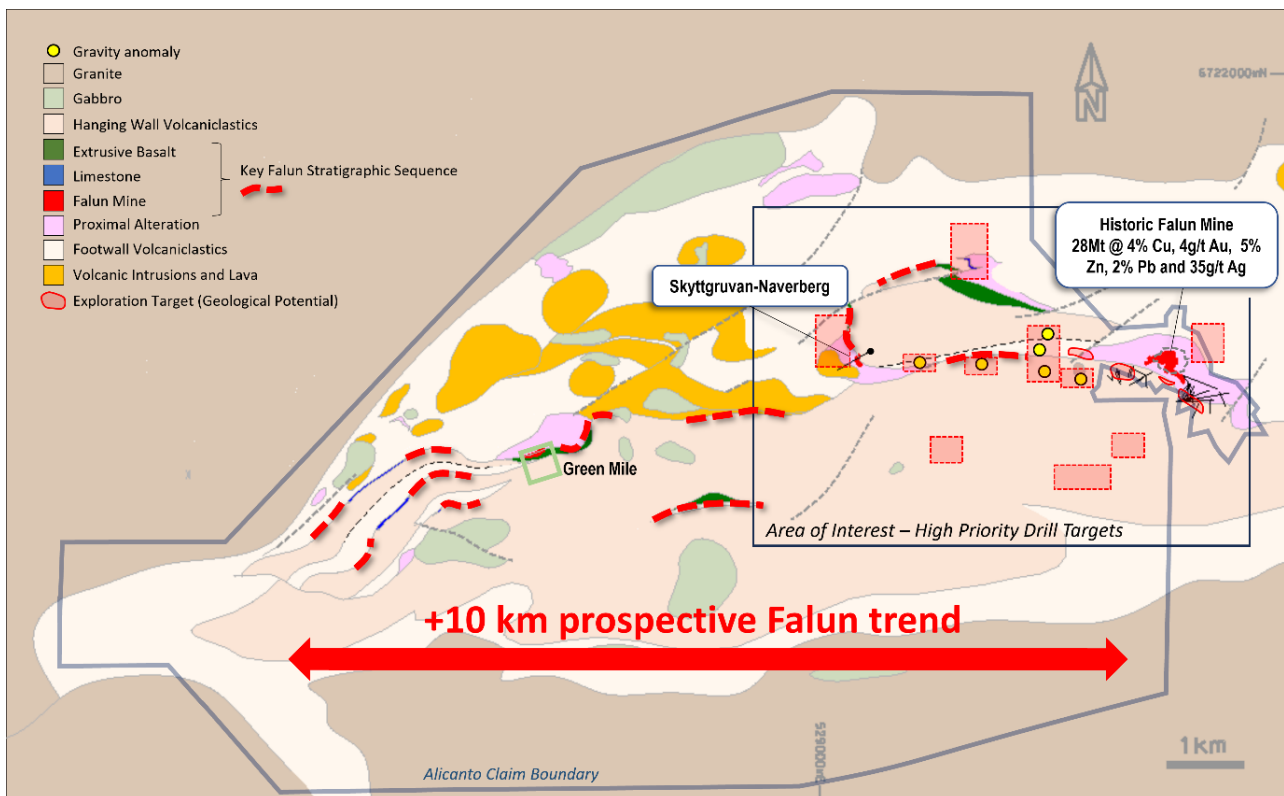 Gravity anomaly
Granite
Gabbro
Hanging Wall Volcaniclastics
Extrusive Basalt
Limestone
Falun Mine
Key Falun Stratigraphic Sequence
Proximal Alteration
Footwall Volcaniclastics
Volcanic Intrusions and Lava
Exploration Target (Geological Potential)
N
6722000mN
Historic Falun Mine
28Mt @ 4% Cu, 4g/t Au, 5%
Zn, 2% Pb and 35g/t Ag
Skyttgruvan-Naverberg
Green Mile
Area of Interest – High Priority Drill Targets
+10 km prospective Falun trend
529000mE
1km
Alicanto Claim Boundary